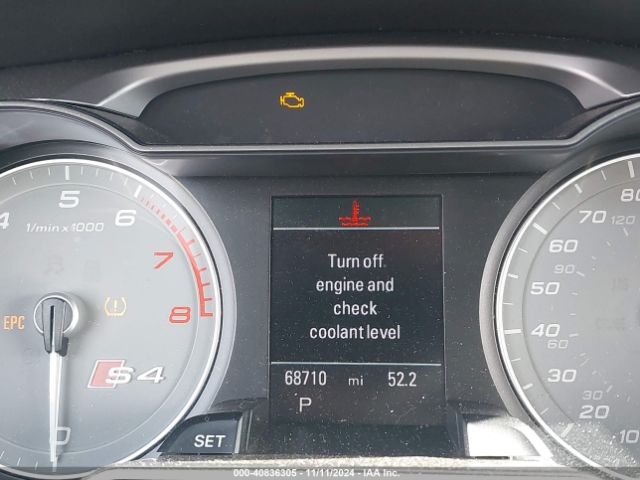 4 5 6 7 8
1/min x 1000
EPC
S4
0
SET
Turn off
engine and
check
coolant level
68710 mi 52.2
P
80
120
70
90
50
40
60
30
30
20
10
000-40836305 - 11/11/2024 - IAA Inc.